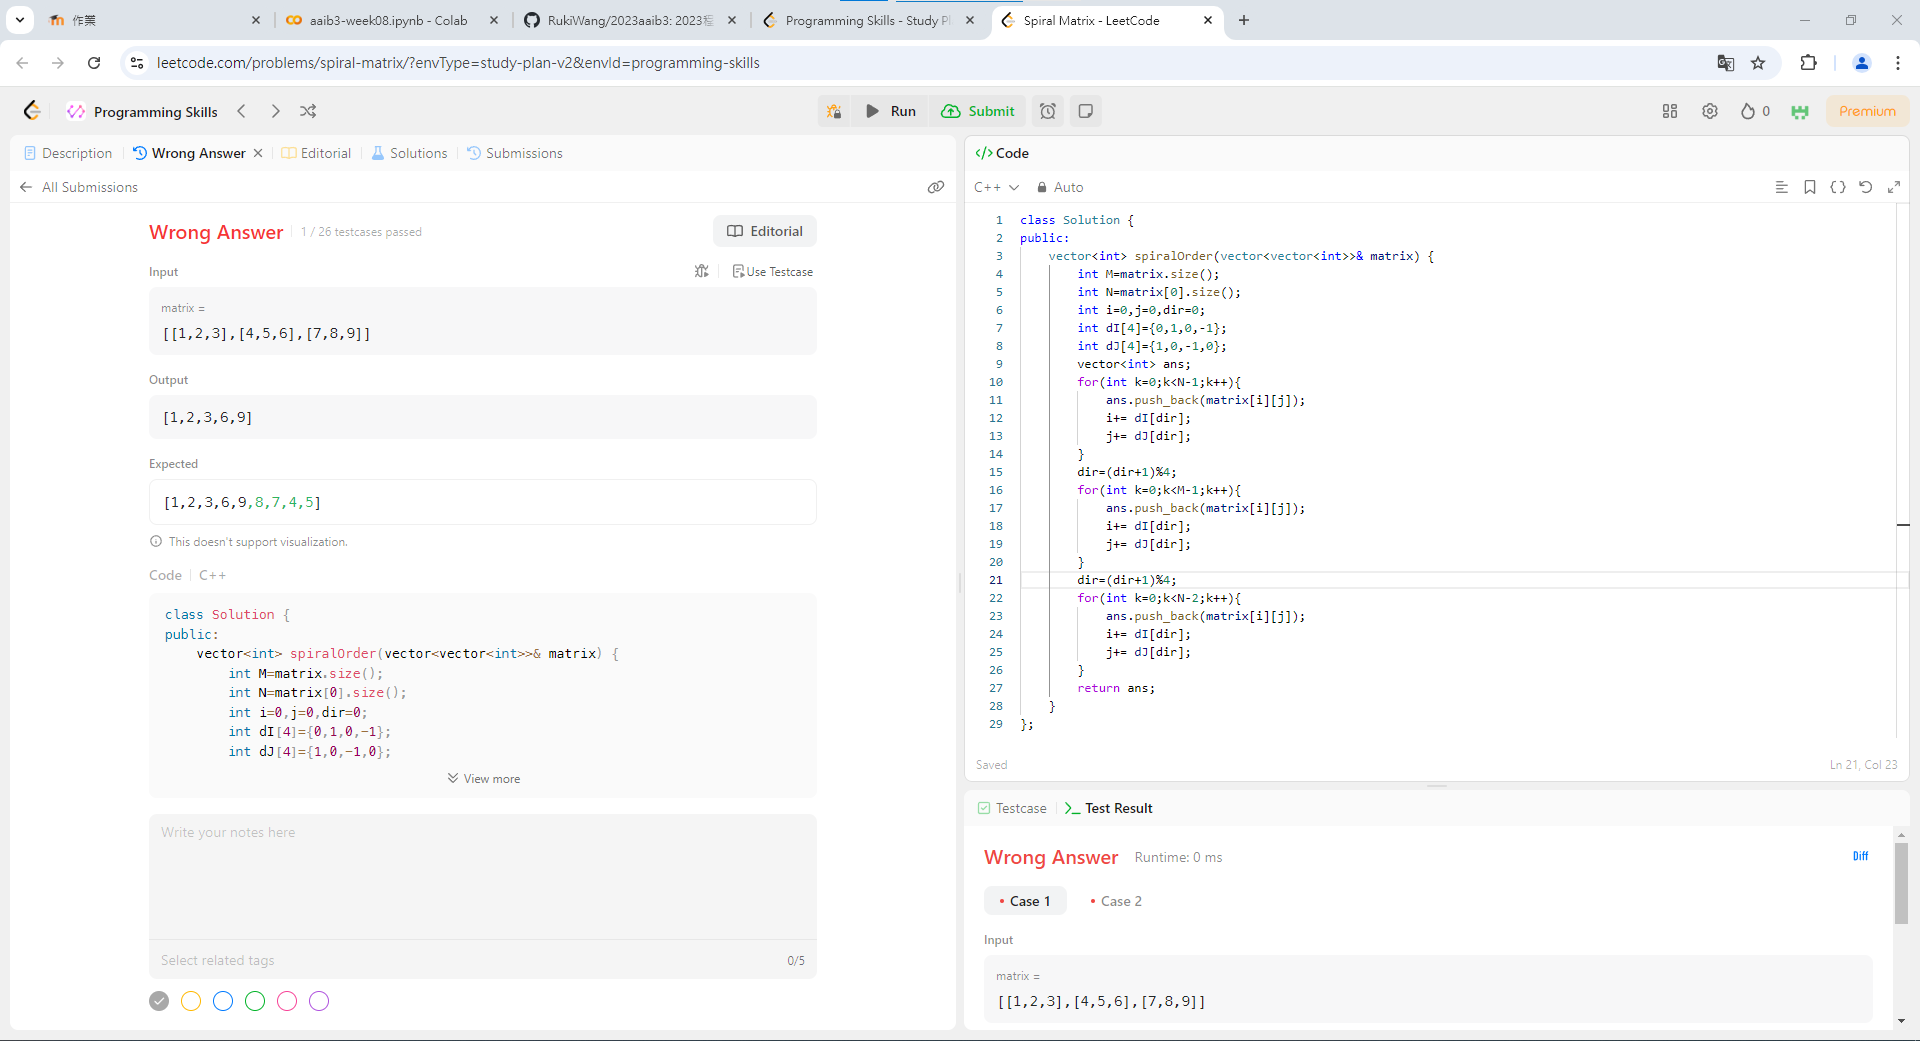 作業
aaib3-week08.ipynb - Colab
RukiWang/2023aaib3: 2023程
Programming Skills - Study Pl
Spiral Matrix - LeetCode
leetcode.com/problems/spiral-matrix/?envType=study-plan-v2&envId=programming-skills
Programming Skills
Run
Submit
0
Premium
Description
Wrong Answer
Editorial
Solutions
Submissions
All Submissions
Wrong Answer
1 / 26 testcases passed
Editorial
Input
Use Testcase
matrix =
[[1,2,3],[4,5,6],[7,8,9]]
Output
[1,2,3,6,9]
Expected
[1,2,3,6,9,8,7,4,5]
This doesn't support visualization.
Code
C++
class Solution {
public:
    vector<int> spiralOrder(vector<vector<int>>& matrix) {
        int M=matrix.size();
        int N=matrix[0].size();
        int i=0,j=0,dir=0;
        int dI[4]={0,1,0,-1};
        int dJ[4]={1,0,-1,0};
View more
Write your notes here
Select related tags
0/5
Code
C++
Auto
1 class Solution {
2 public:
3     vector<int> spiralOrder(vector<vector<int>>& matrix) {
4         int M=matrix.size();
5         int N=matrix[0].size();
6         int i=0,j=0,dir=0;
7         int dI[4]={0,1,0,-1};
8         int dJ[4]={1,0,-1,0};
9         vector<int> ans;
10         for(int k=0;k<N-1;k++){
11             ans.push_back(matrix[i][j]);
12             i+= dI[dir];
13             j+= dJ[dir];
14         }
15         dir=(dir+1)%4;
16         for(int k=0;k<M-1;k++){
17             ans.push_back(matrix[i][j]);
18             i+= dI[dir];
19             j+= dJ[dir];
20         }
21         dir=(dir+1)%4;
22         for(int k=0;k<N-2;k++){
23             ans.push_back(matrix[i][j]);
24             i+= dI[dir];
25             j+= dJ[dir];
26         }
27         return ans;
28     }
29 };
Saved
Ln 21, Col 23
Testcase
Test Result
Wrong Answer
Runtime: 0 ms
Diff
Case 1
Case 2
Input
matrix =
[[1,2,3],[4,5,6],[7,8,9]]